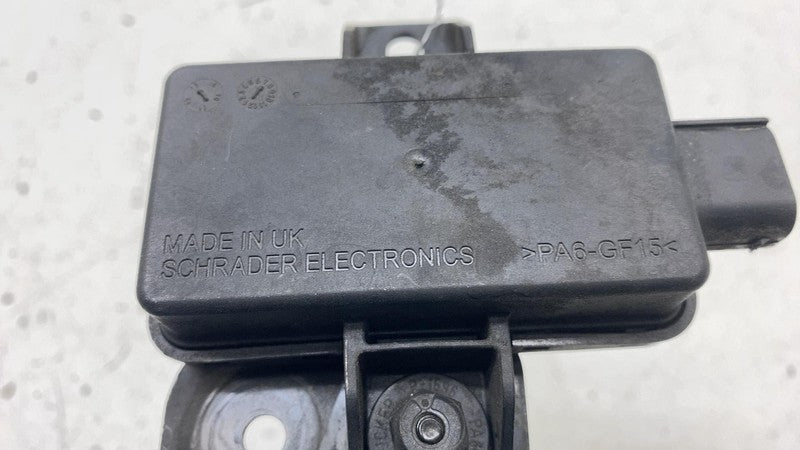 MADE IN UK
SCHRADER ELECTRONICS >PA6-GF15<